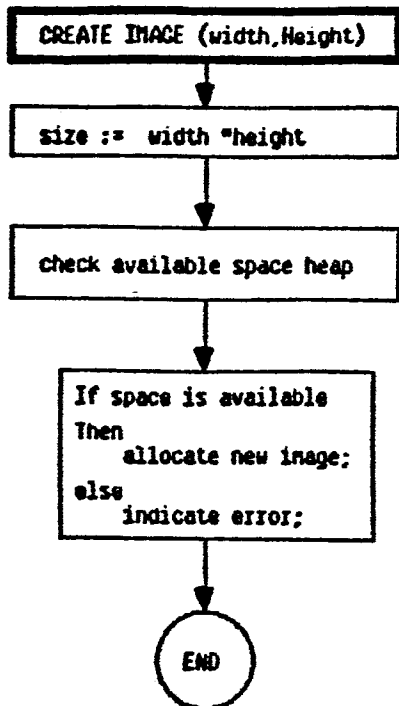 CREATE IMAGE (width,Height)
size := width *height
check available space heap
If space is available
Then
allocate new image;
else
indicate error;
END